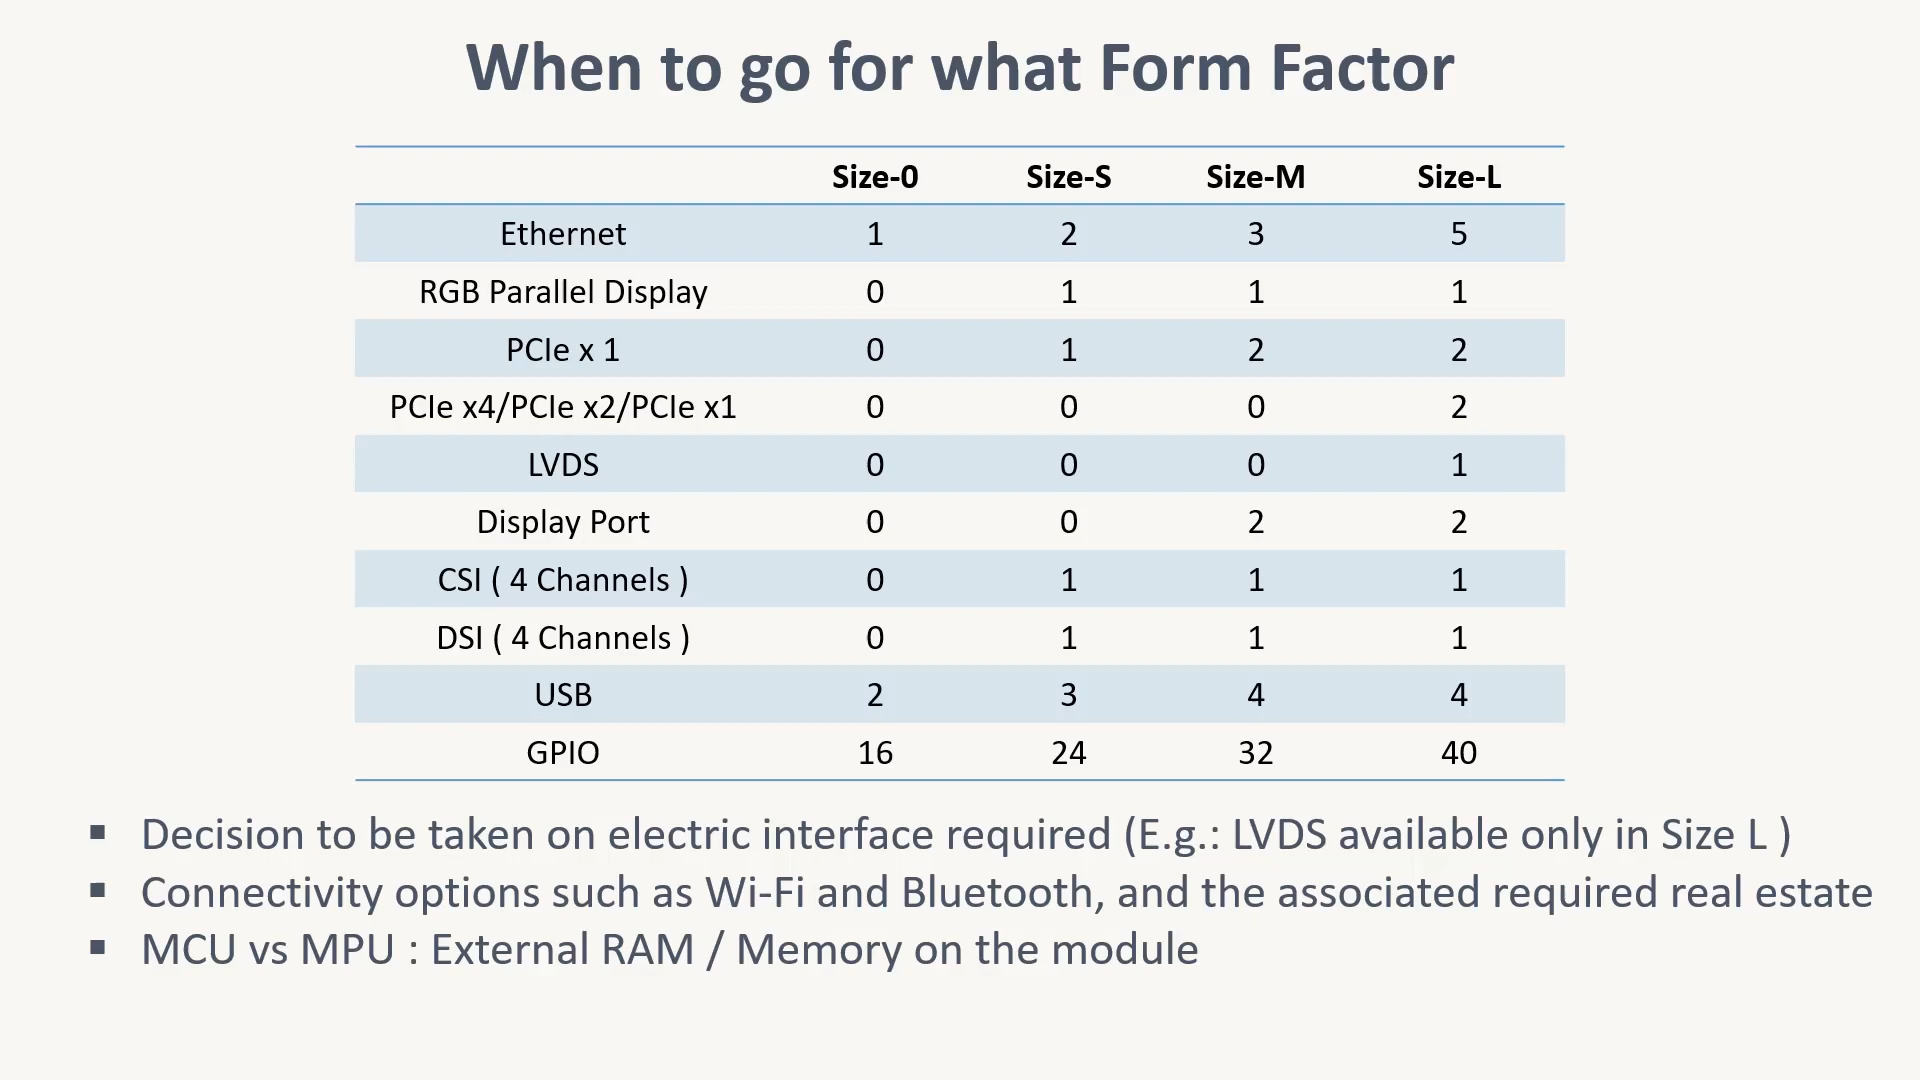 When to go for what Form Factor
Size-0 Size-S Size-M Size-L
Ethernet 1 2 3 5
RGB Parallel Display 0 1 1 1
PCIe x 1 0 1 2 2
PCIe x4/PCIe x2/PCIe x1 0 0 0 2
LVDS 0 0 0 1
Display Port 0 0 2 2
CSI ( 4 Channels ) 0 1 1 1
DSI ( 4 Channels ) 0 1 1 1
USB 2 3 4 4
GPIO 16 24 32 40
▪ Decision to be taken on electric interface required (E.g.: LVDS available only in Size L )
▪ Connectivity options such as Wi-Fi and Bluetooth, and the associated required real estate
▪ MCU vs MPU : External RAM / Memory on the module